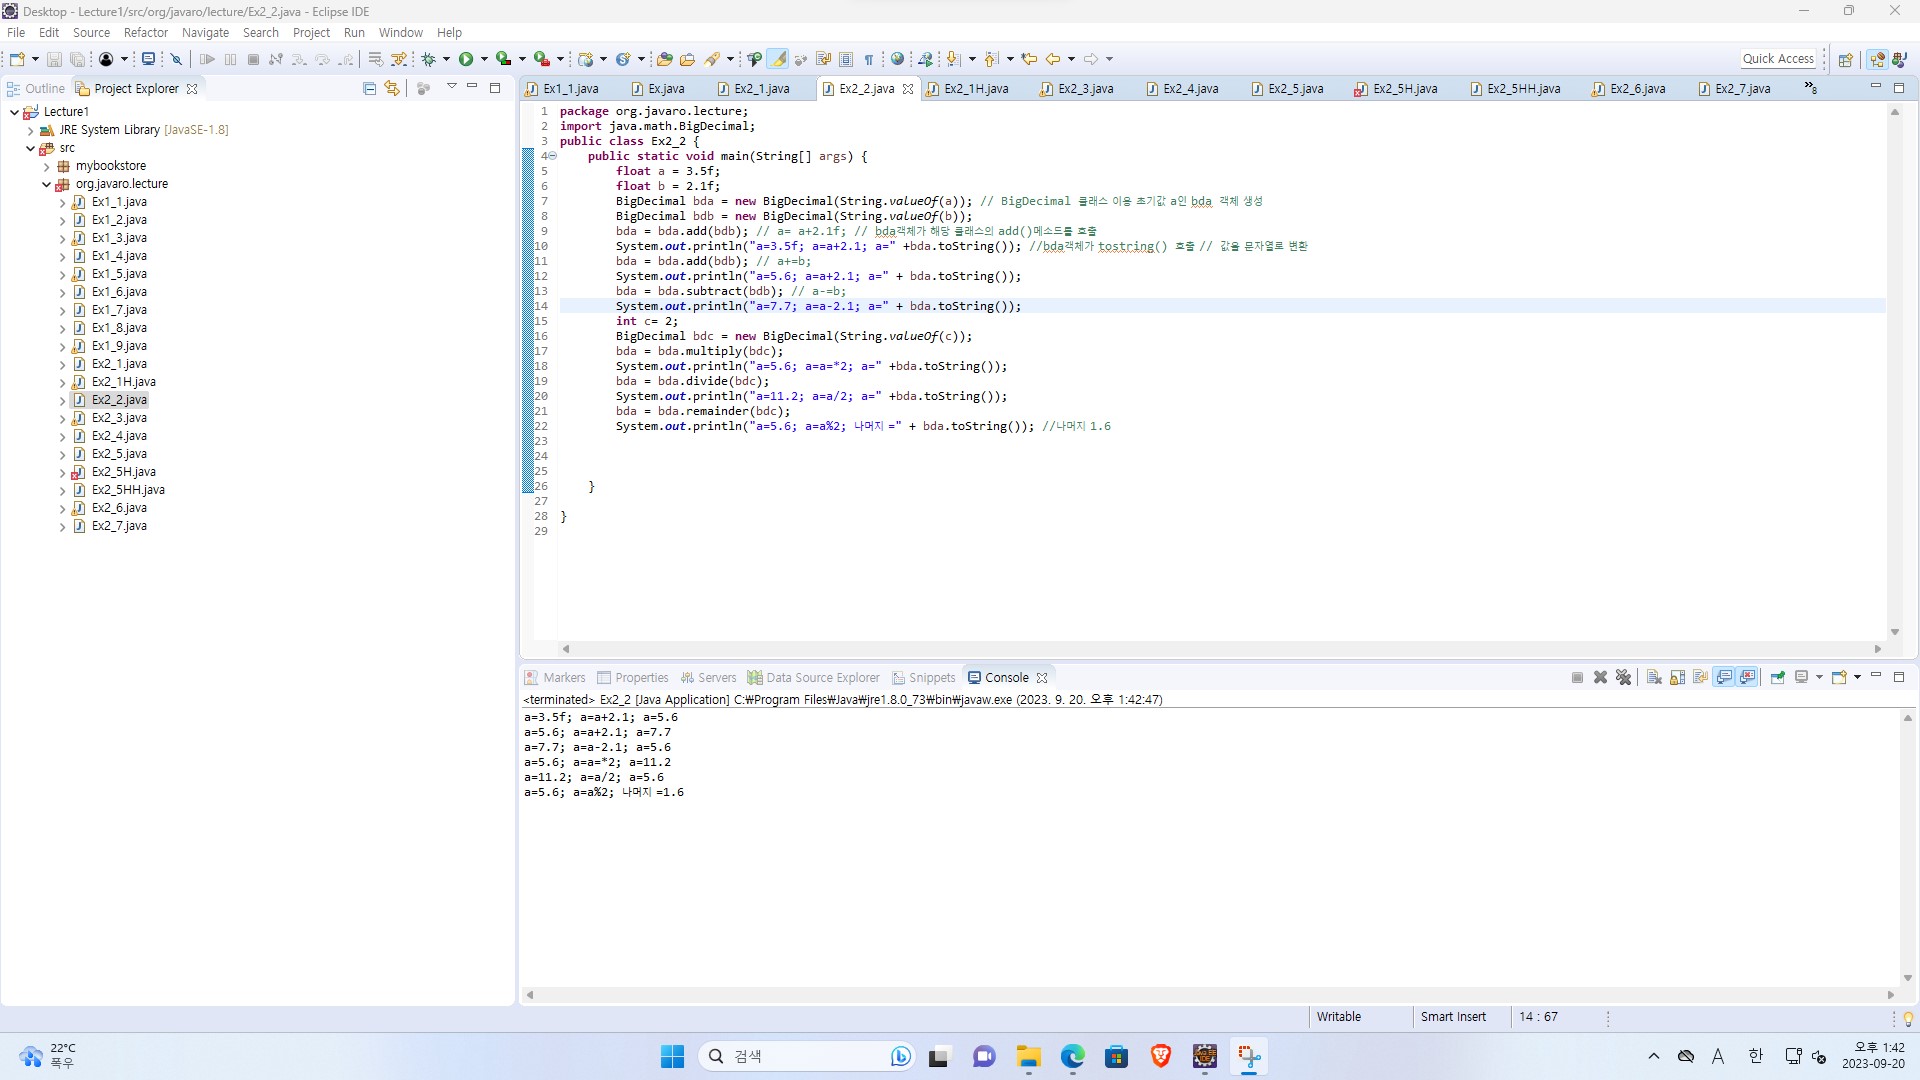 Desktop - Lecture1/src/org/javaro/lecture/Ex2_2.java - Eclipse IDE
File Edit Source Refactor Navigate Search Project Run Window Help
Quick Access
Outline Project Explorer
Lecture1
JRE System Library [JavaSE-1.8]
src
mybookstore
org.javaro.lecture
Ex1_1.java
Ex1_2.java
Ex1_3.java
Ex1_4.java
Ex1_5.java
Ex1_6.java
Ex1_7.java
Ex1_8.java
Ex1_9.java
Ex2_1.java
Ex2_1H.java
Ex2_2.java
Ex2_3.java
Ex2_4.java
Ex2_5.java
Ex2_5H.java
Ex2_5HH.java
Ex2_6.java
Ex2_7.java
Ex1_1.java Ex.java Ex2_1.java Ex2_2.java Ex2_1H.java Ex2_3.java Ex2_4.java Ex2_5.java Ex2_5H.java Ex2_5HH.java Ex2_6.java Ex2_7.java »8
1 package org.javaro.lecture;
2 import java.math.BigDecimal;
3 public class Ex2_2 {
4 public static void main(String[] args) {
5 float a = 3.5f;
6 float b = 2.1f;
7 BigDecimal bda = new BigDecimal(String.valueOf(a)); // BigDecimal 클래스 이용 초기값 a인 bda 객체 생성
8 BigDecimal bdb = new BigDecimal(String.valueOf(b));
9 bda = bda.add(bdb); // a= a+2.1f; // bda객체가 해당 클래스의 add()메소드를 호출
10 System.out.println("a=3.5f; a=a+2.1; a=" +bda.toString()); //bda객체가 tostring() 호출 // 값을 문자열로 변환
11 bda = bda.add(bdb); // a+=b;
12 System.out.println("a=5.6; a=a+2.1; a=" + bda.toString());
13 bda = bda.subtract(bdb); // a-=b;
14 System.out.println("a=7.7; a=a-2.1; a=" + bda.toString());
15 int c= 2;
16 BigDecimal bdc = new BigDecimal(String.valueOf(c));
17 bda = bda.multiply(bdc);
18 System.out.println("a=5.6; a=a=*2; a=" +bda.toString());
19 bda = bda.divide(bdc);
20 System.out.println("a=11.2; a=a/2; a=" +bda.toString());
21 bda = bda.remainder(bdc);
22 System.out.println("a=5.6; a=a%2; 나머지 =" + bda.toString()); //나머지 1.6
23
24
25
26 }
27
28 }
29
Markers Properties Servers Data Source Explorer Snippets Console
<terminated> Ex2_2 [Java Application] C:₩Program Files₩Java₩jre1.8.0_73₩bin₩javaw.exe (2023. 9. 20. 오후 1:42:47)
a=3.5f; a=a+2.1; a=5.6
a=5.6; a=a+2.1; a=7.7
a=7.7; a=a-2.1; a=5.6
a=5.6; a=a=*2; a=11.2
a=11.2; a=a/2; a=5.6
a=5.6; a=a%2; 나머지 =1.6
Writable Smart Insert 14 : 67
22°C
폭우
검색
A 한
오후 1:42
2023-09-20